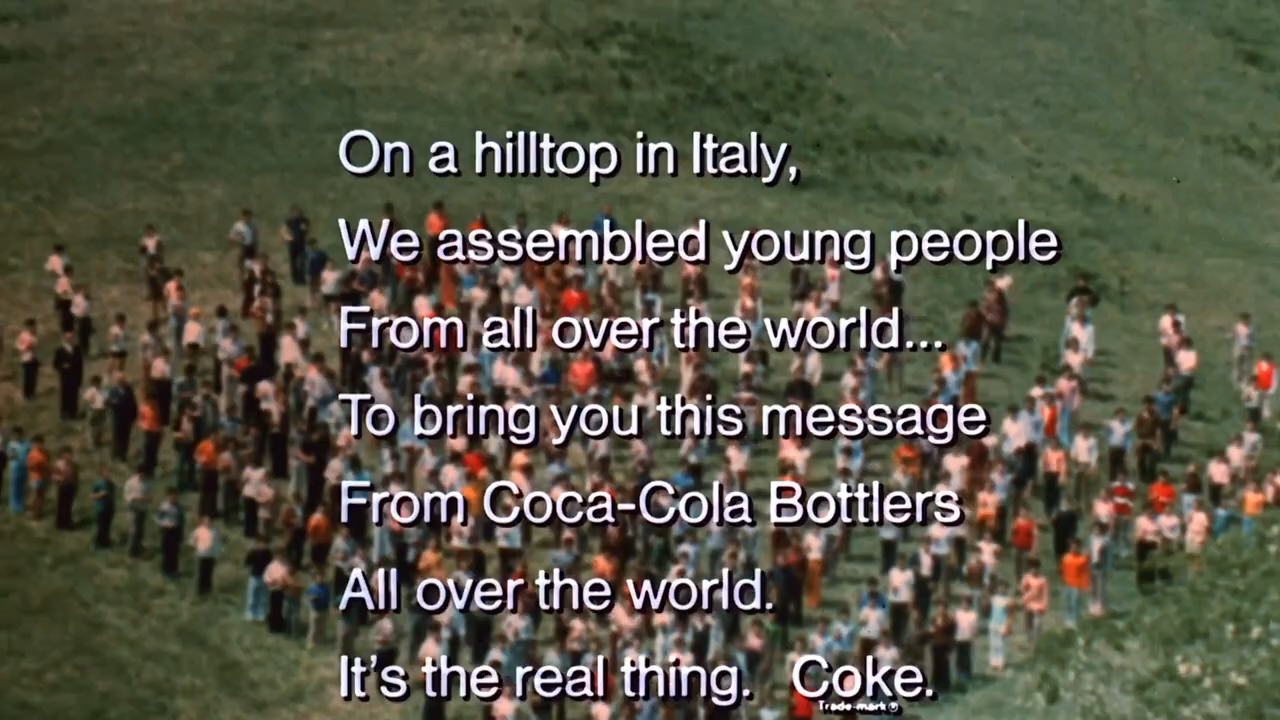 On a hilltop in Italy,
We assembled young people
From all over the world...
To bring you this message
From Coca-Cola Bottlers
All over the world.
It's the real thing. Coke.
Trade-mark®